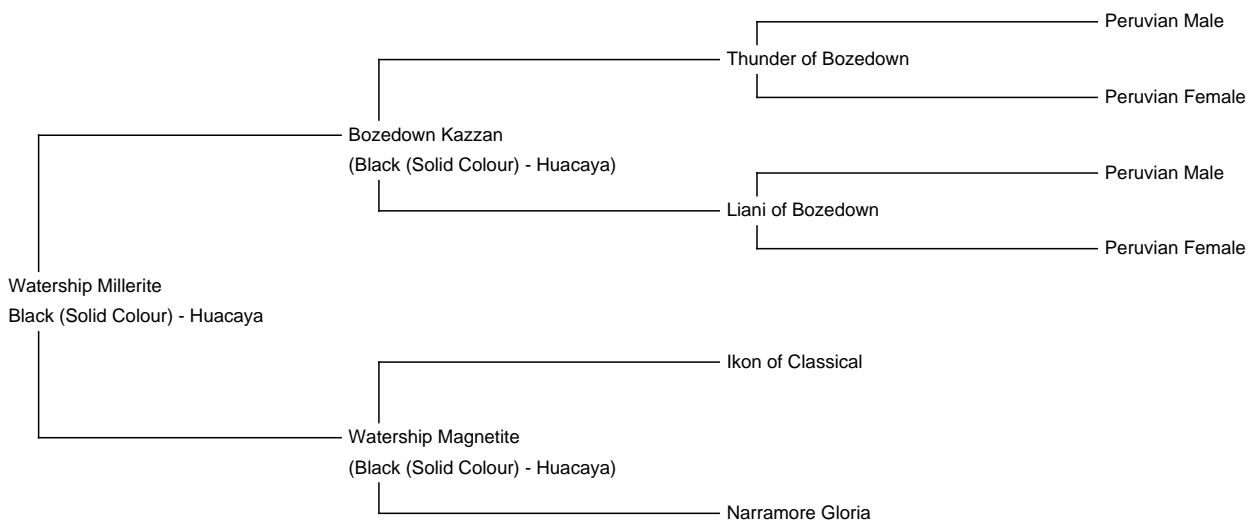 Peruvian Male
Thunder of Bozedown
Peruvian Female
Bozedown Kazzan
(Black (Solid Colour) - Huacaya)
Peruvian Male
Liani of Bozedown
Peruvian Female
Watership Millerite
Black (Solid Colour) - Huacaya
Ikon of Classical
Watership Magnetite
(Black (Solid Colour) - Huacaya)
Narramore Gloria